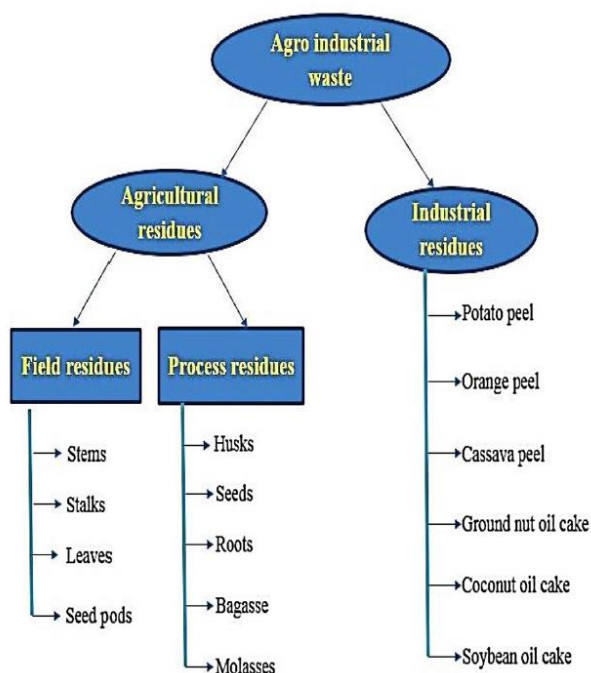 Agro industrial
waste
Agricultural
residues
Industrial
residues
Field residues
Process residues
Stems
Stalks
Leaves
Seed pods
Husks
Seeds
Roots
Bagasse
Molasses
Potato peel
Orange peel
Cassava peel
Ground nut oil cake
Coconut oil cake
Soybean oil cake